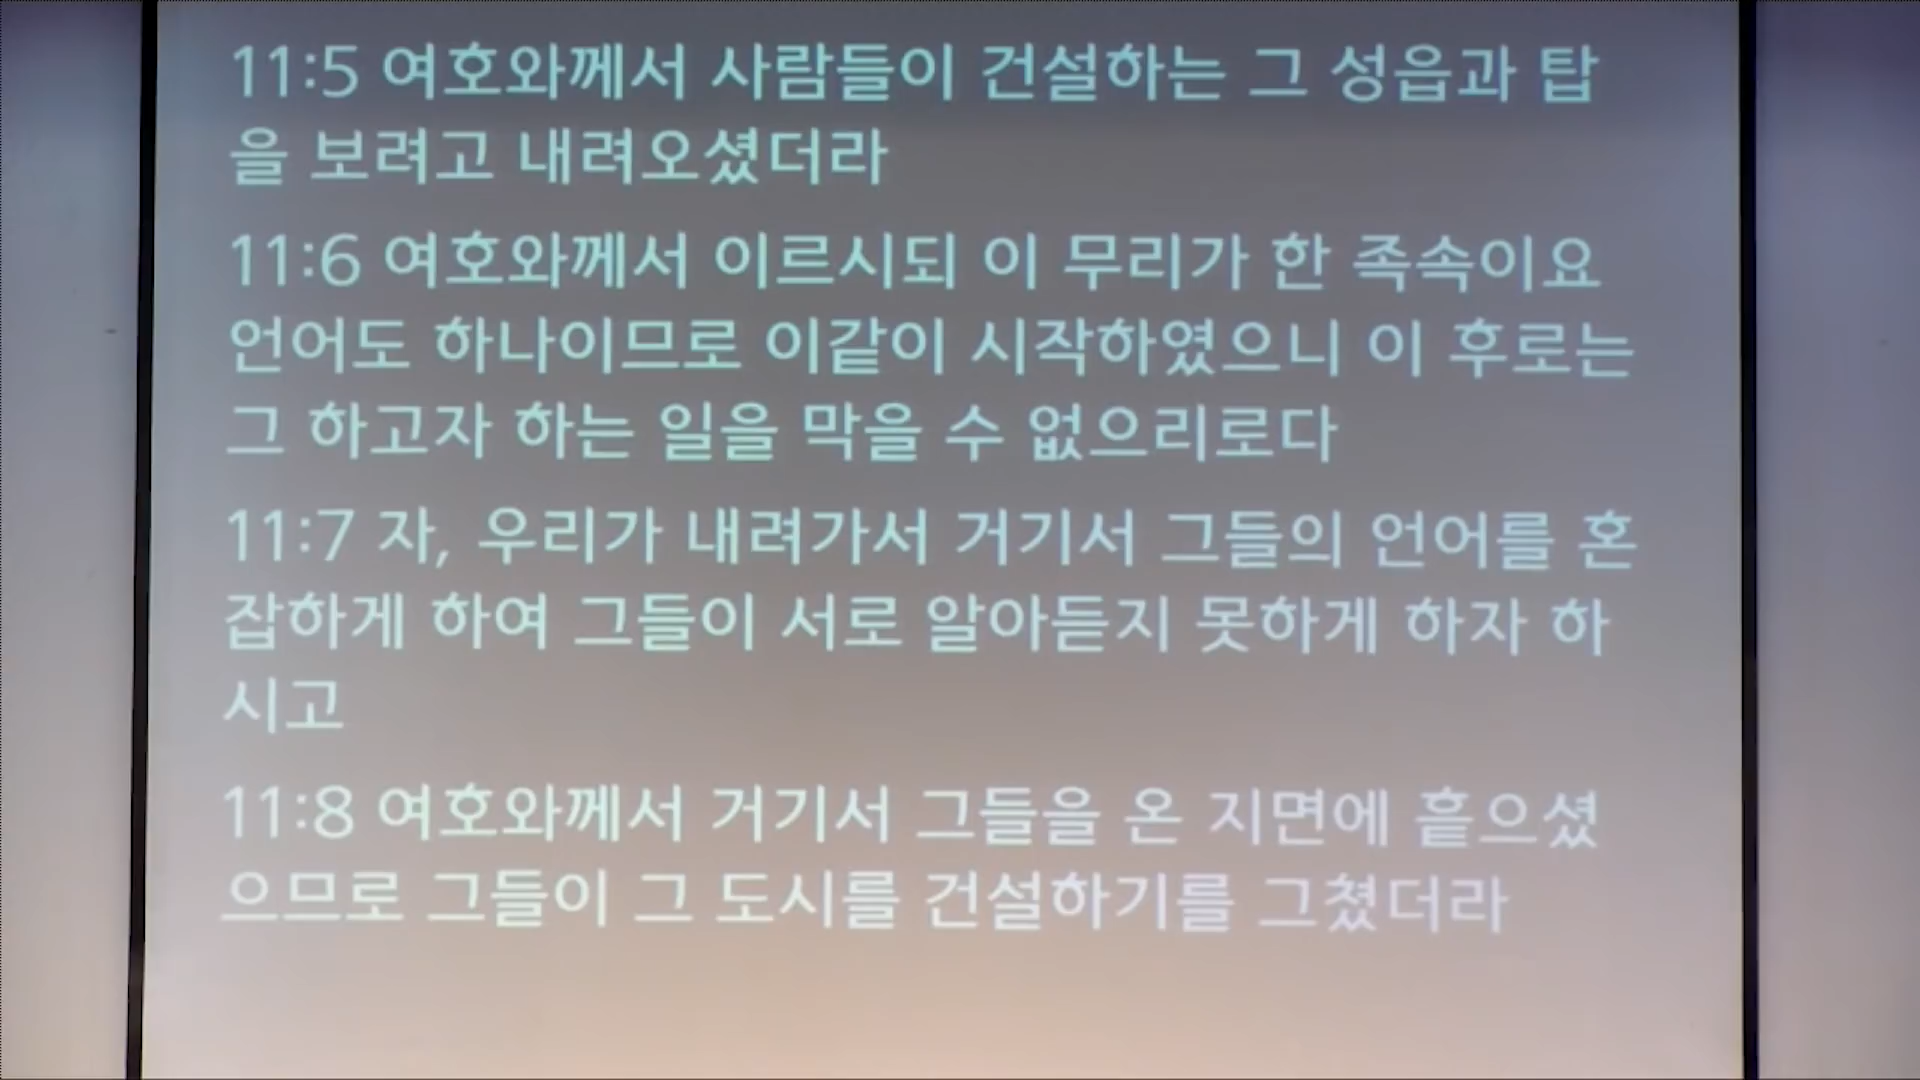 11:5 여호와께서 사람들이 건설하는 그 성읍과 탑
을 보려고 내려오셨더라
11:6 여호와께서 이르시되 이 무리가 한 족속이요
언어도 하나이므로 이같이 시작하였으니 이 후로는
그 하고자 하는 일을 막을 수 없으리로다
11:7 자, 우리가 내려가서 거기서 그들의 언어를 혼
잡하게 하여 그들이 서로 알아듣지 못하게 하자 하
시고
11:8 여호와께서 거기서 그들을 온 지면에 흩으셨
으므로 그들이 그 도시를 건설하기를 그쳤더라